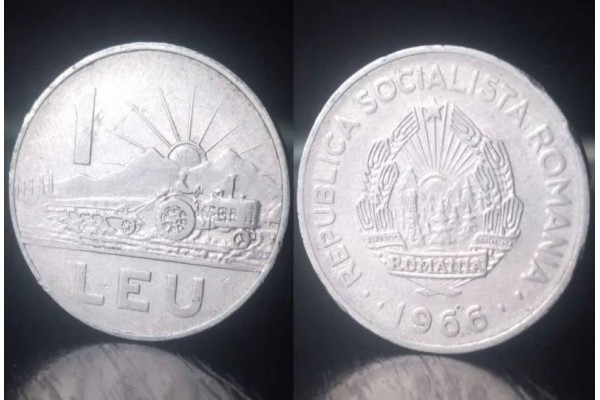 1
LEU
REPUBLICA SOCIALISTA ROMANIA
ROMANIA
· · 1966 · ·